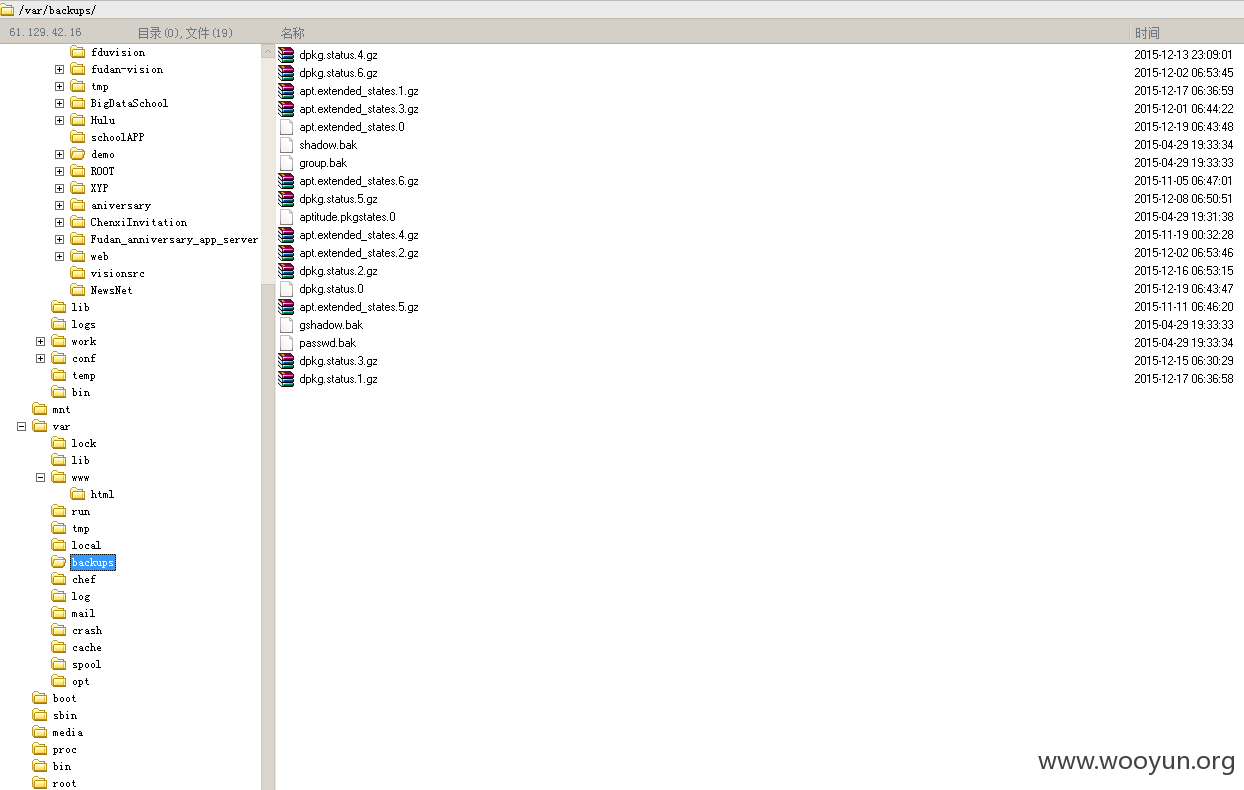 /var/backups/
61.129.42.16 目录(0),文件(19) 名称 时间
fduvision
fudan-vision
tmp
BigDataSchool
Hulu
schoolAPP
demo
ROOT
XYP
aniversary
ChenxiInvitation
Fudan_anniversary_app_server
web
visionsrc
NewsNet
lib
logs
work
conf
temp
bin
mnt
var
lock
lib
www
html
run
tmp
local
backups
chef
log
mail
crash
cache
spool
opt
boot
sbin
media
proc
bin
root
dpkg.status.4.gz 2015-12-13 23:09:01
dpkg.status.6.gz 2015-12-02 06:53:45
apt.extended_states.1.gz 2015-12-17 06:36:59
apt.extended_states.3.gz 2015-12-01 06:44:22
apt.extended_states.0 2015-12-19 06:43:48
shadow.bak 2015-04-29 19:33:34
group.bak 2015-04-29 19:33:33
apt.extended_states.6.gz 2015-11-05 06:47:01
dpkg.status.5.gz 2015-12-08 06:50:51
aptitude.pkgstates.0 2015-04-29 19:31:38
apt.extended_states.4.gz 2015-11-19 00:32:28
apt.extended_states.2.gz 2015-12-02 06:53:46
dpkg.status.2.gz 2015-12-16 06:53:15
dpkg.status.0 2015-12-19 06:43:47
apt.extended_states.5.gz 2015-11-11 06:46:20
gshadow.bak 2015-04-29 19:33:33
passwd.bak 2015-04-29 19:33:34
dpkg.status.3.gz 2015-12-15 06:30:29
dpkg.status.1.gz 2015-12-17 06:36:58
www.wooyun.org